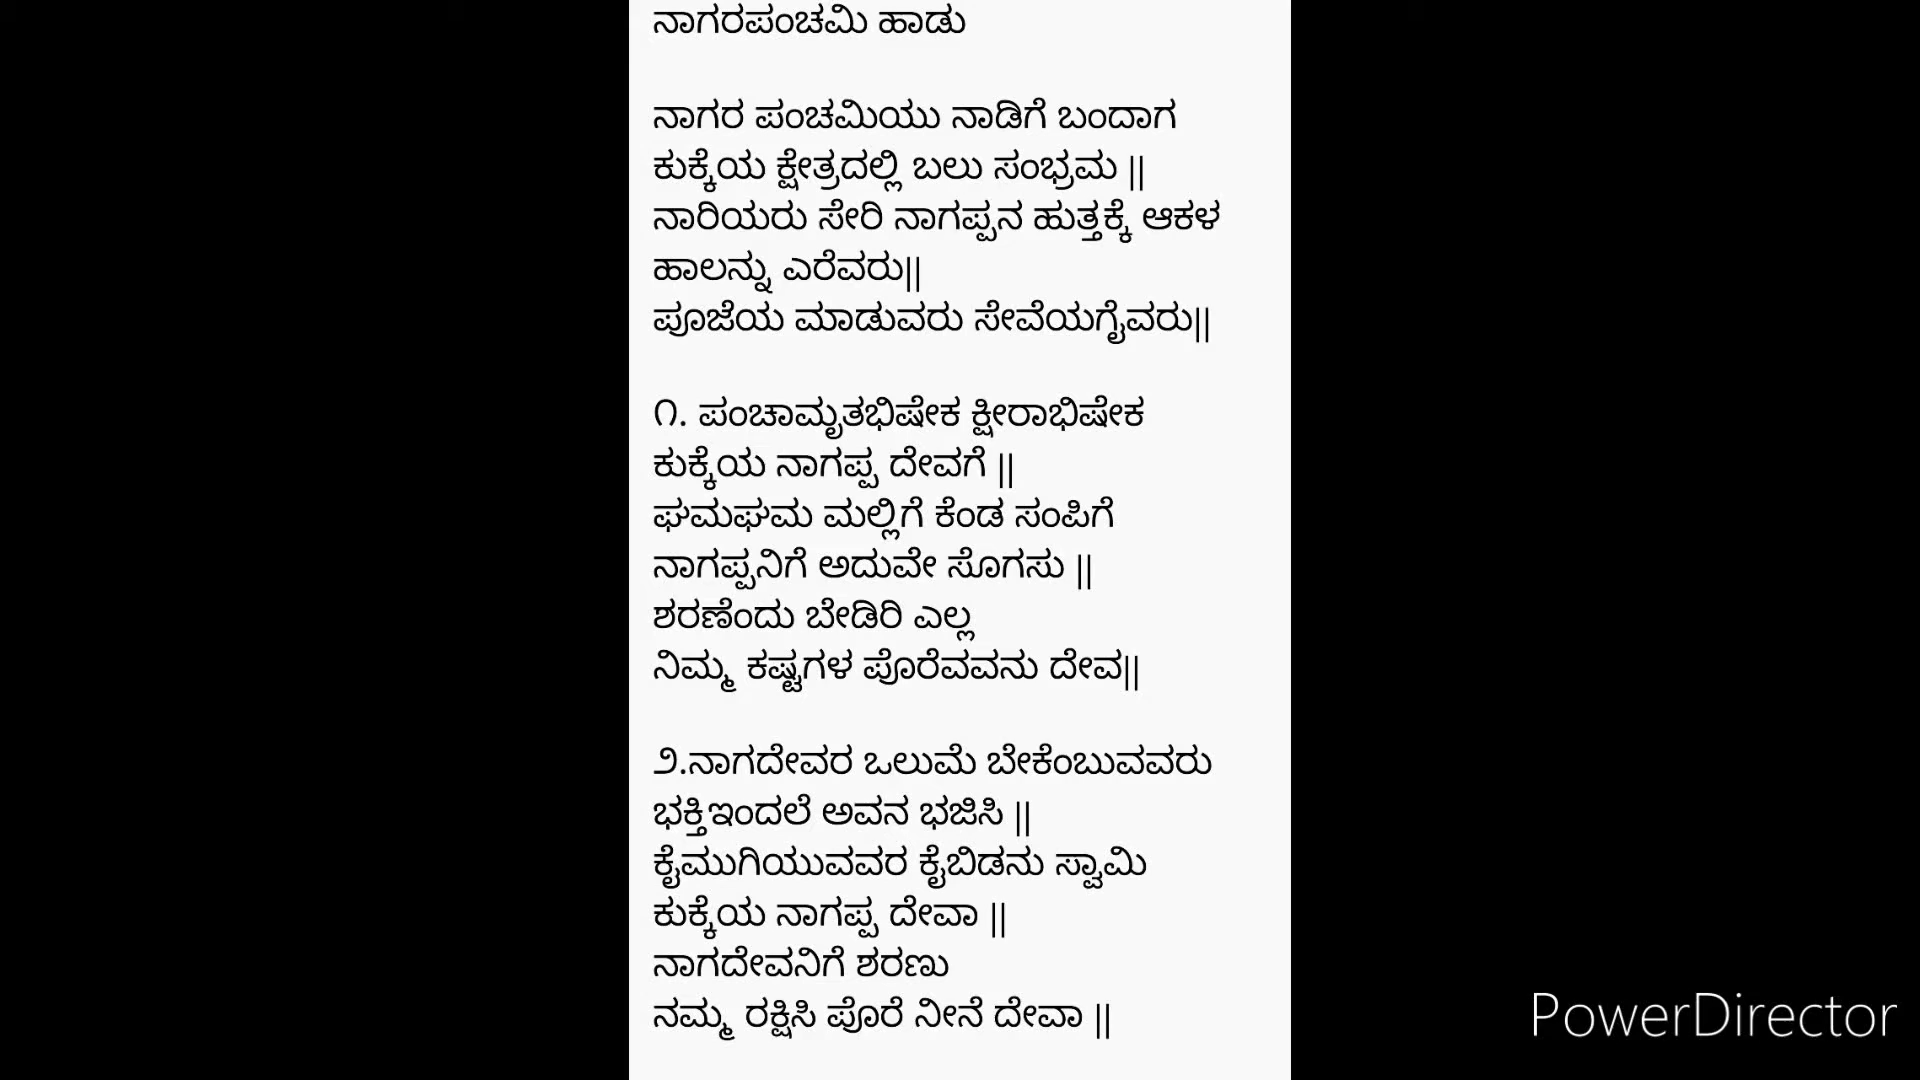 ನಾಗರಪಂಚಮಿ ಹಾಡು
ನಾಗರ ಪಂಚಮಿಯು ನಾಡಿಗೆ ಬಂದಾಗ
ಕುಕ್ಕೆಯ ಕ್ಷೇತ್ರದಲ್ಲಿ ಬಲು ಸಂಭ್ರಮ ||
ನಾರಿಯರು ಸೇರಿ ನಾಗಪ್ಪನ ಹುತ್ತಕ್ಕೆ ಆಕಳ
ಹಾಲನ್ನು ಎರೆವರು||
ಪೂಜೆಯ ಮಾಡುವರು ಸೇವೆಯಗೈವರು||
೧. ಪಂಚಾಮೃತಭಿಷೇಕ ಕ್ಷೀರಾಭಿಷೇಕ
ಕುಕ್ಕೆಯ ನಾಗಪ್ಪ ದೇವಗೆ ||
ಘಮಘಮ ಮಲ್ಲಿಗೆ ಕೆಂಡ ಸಂಪಿಗೆ
ನಾಗಪ್ಪನಿಗೆ ಅದುವೇ ಸೊಗಸು ||
ಶರಣೆಂದು ಬೇಡಿರಿ ಎಲ್ಲ
ನಿಮ್ಮ ಕಷ್ಟಗಳ ಪೊರೆವವನು ದೇವ||
೨.ನಾಗದೇವರ ಒಲುಮೆ ಬೇಕೆಂಬುವವರು
ಭಕ್ತಿಇಂದಲೆ ಅವನ ಭಜಿಸಿ ||
ಕೈಮುಗಿಯುವವರ ಕೈಬಿಡನು ಸ್ವಾಮಿ
ಕುಕ್ಕೆಯ ನಾಗಪ್ಪ ದೇವಾ ||
ನಾಗದೇವನಿಗೆ ಶರಣು
ನಮ್ಮ ರಕ್ಷಿಸಿ ಪೊರೆ ನೀನೆ ದೇವಾ ||
PowerDirector